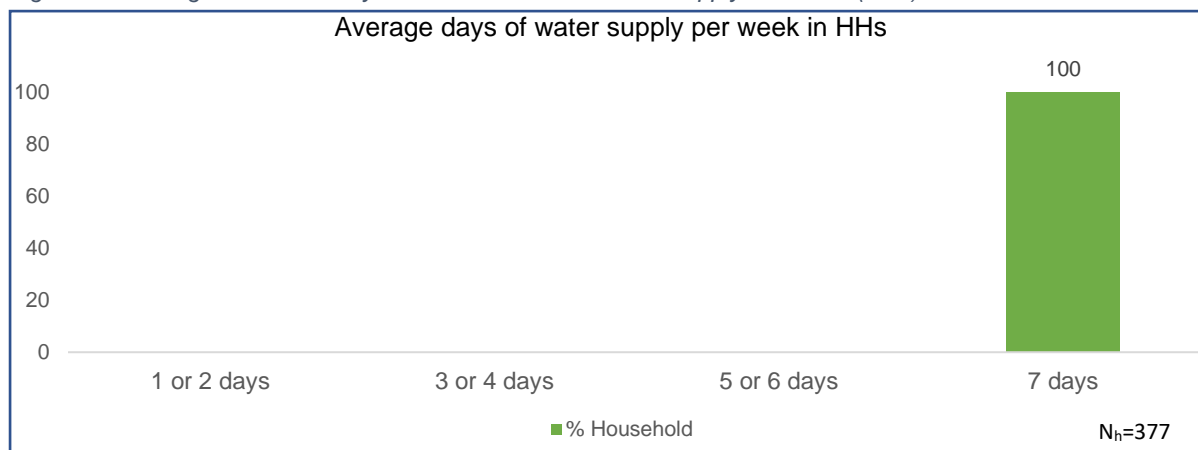 Average days of water supply per week in HHs
100
100
80
60
40
20
0
1 or 2 days
3 or 4 days
5 or 6 days
7 days
% Household
Nₕ=377